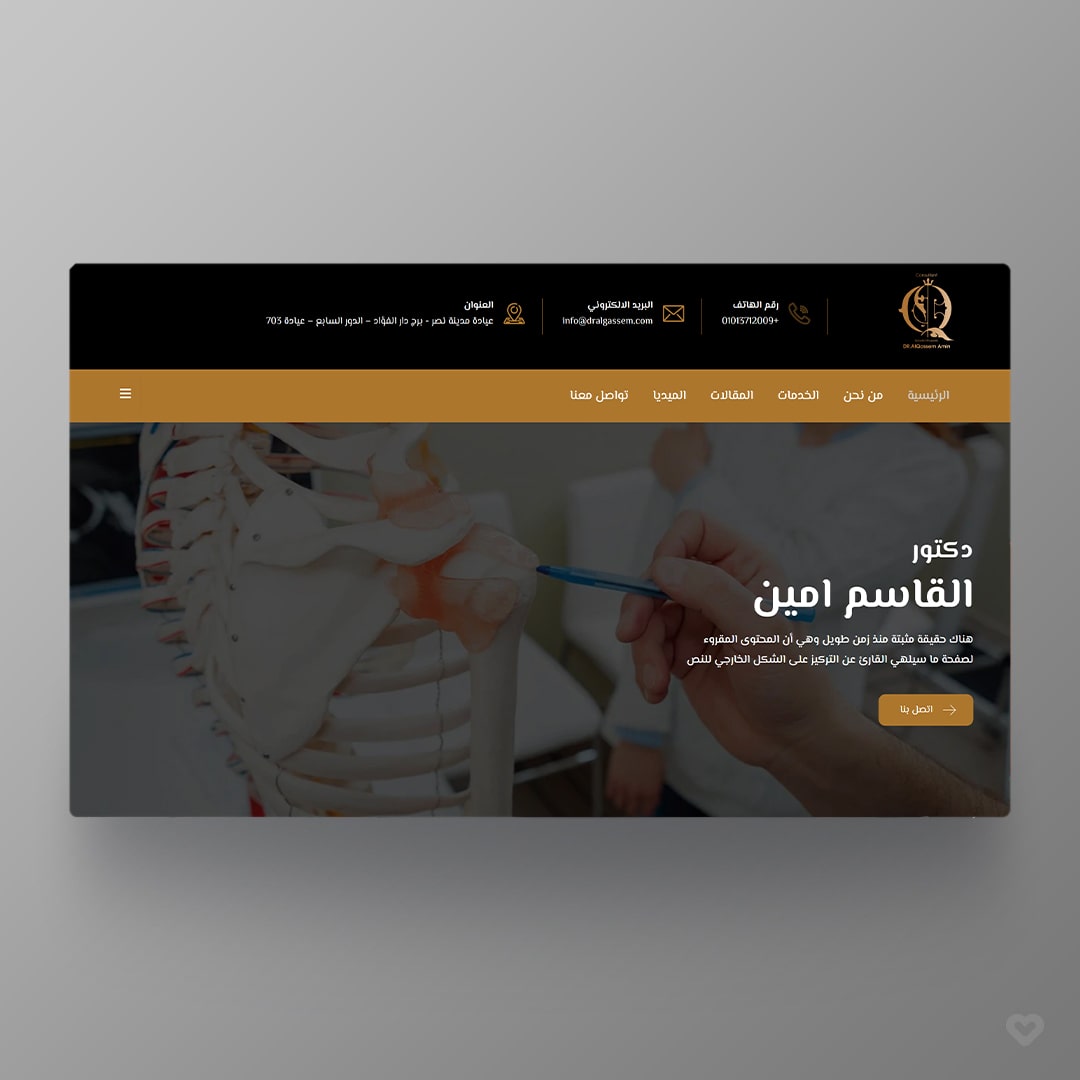 Consultant
DR.AlQassem Amin
رقم الهاتف
+01013712009
البريد الالكتروني
info@dralgassem.com
العنوان
عيادة مدينة نصر - برج دار الفؤاد – الدور السابع – عيادة 703
الرئيسية
من نحن
الخدمات
المقالات
الميديا
تواصل معنا
دكتور
القاسم امين
هناك حقيقة مثبتة منذ زمن طويل وهي أن المحتوى المقروء
لصفحة ما سيلهي القارئ عن التركيز على الشكل الخارجي للنص
اتصل بنا